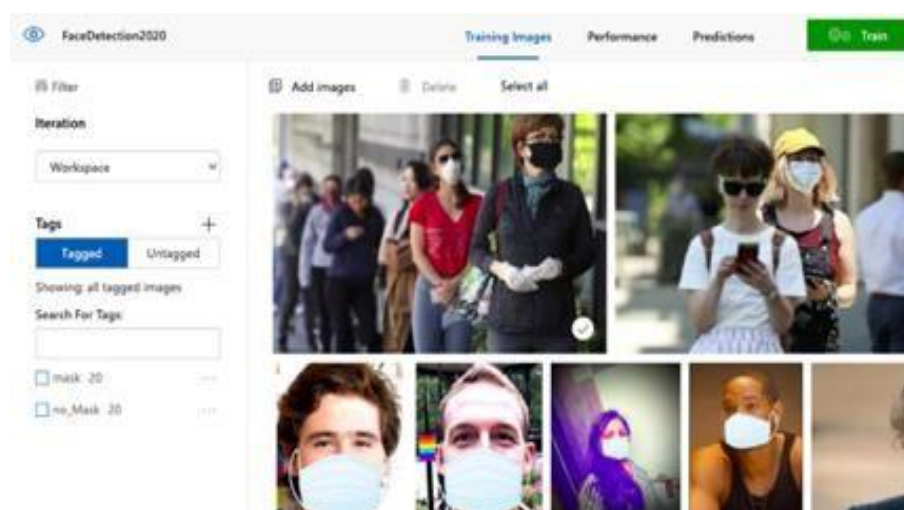 FaceDetection2020
Training Images Performance Predictions Train
Filter
Add images Delete Select all
Iteration
Workspace
Tags +
Tagged Untagged
Showing: all tagged images
Search For Tags:
mask 20 ...
no_Mask 20 ...